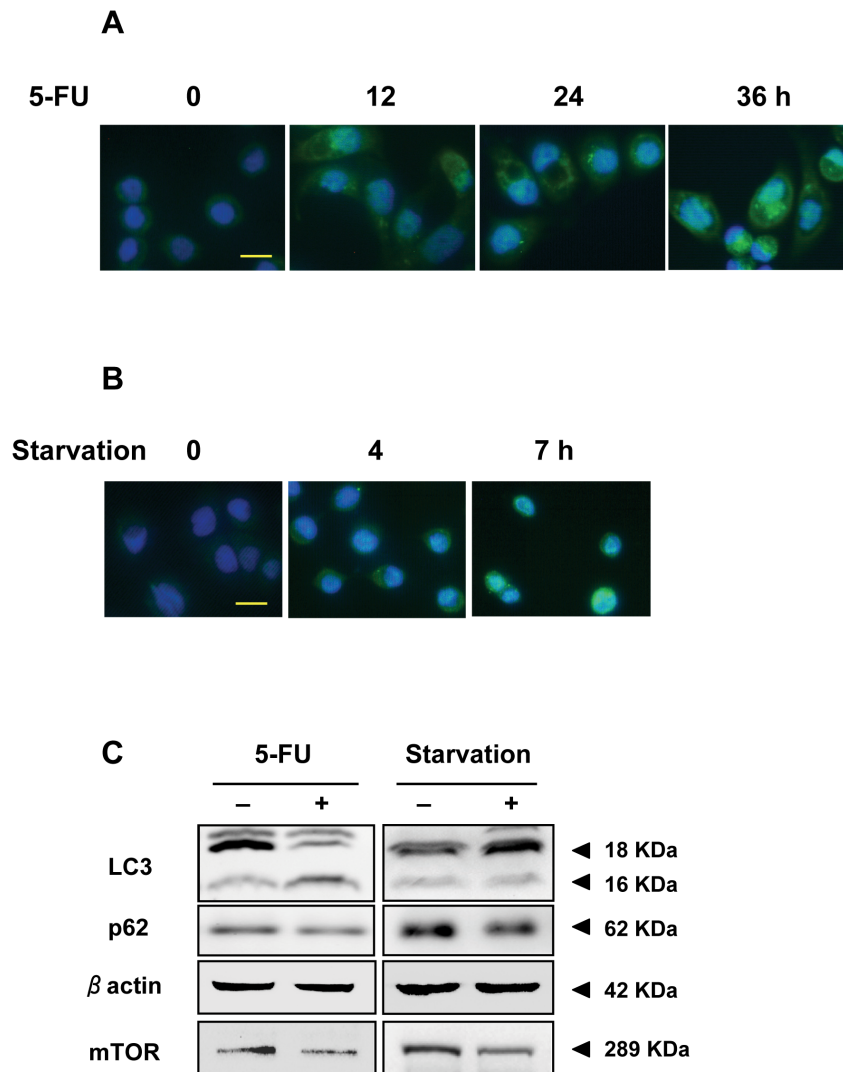 A
5-FU 0 12 24 36 h
B
Starvation 0 4 7 h
C
5-FU Starvation
– + – +
LC3 ◄ 18 KDa
◄ 16 KDa
p62 ◄ 62 KDa
β actin ◄ 42 KDa
mTOR ◄ 289 KDa